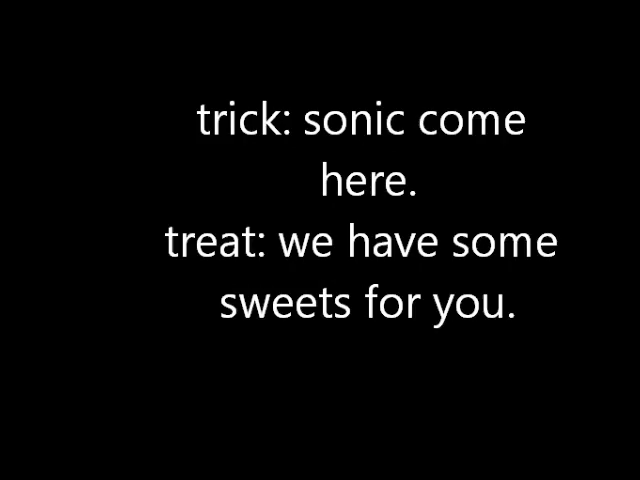 trick: sonic come
here.
treat: we have some
sweets for you.